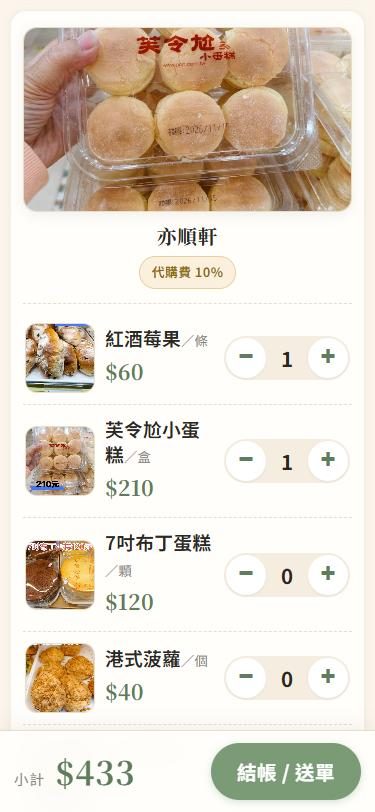 芙令尬
小蛋糕
亦順軒
代購費 10%
紅酒莓果／條
$60
− 1 +
芙令尬小蛋
糕／盒
$210
− 1 +
210元
7吋布丁蛋糕
／顆
$120
− 0 +
港式菠蘿／個
$40
− 0 +
小計 $433
結帳 / 送單